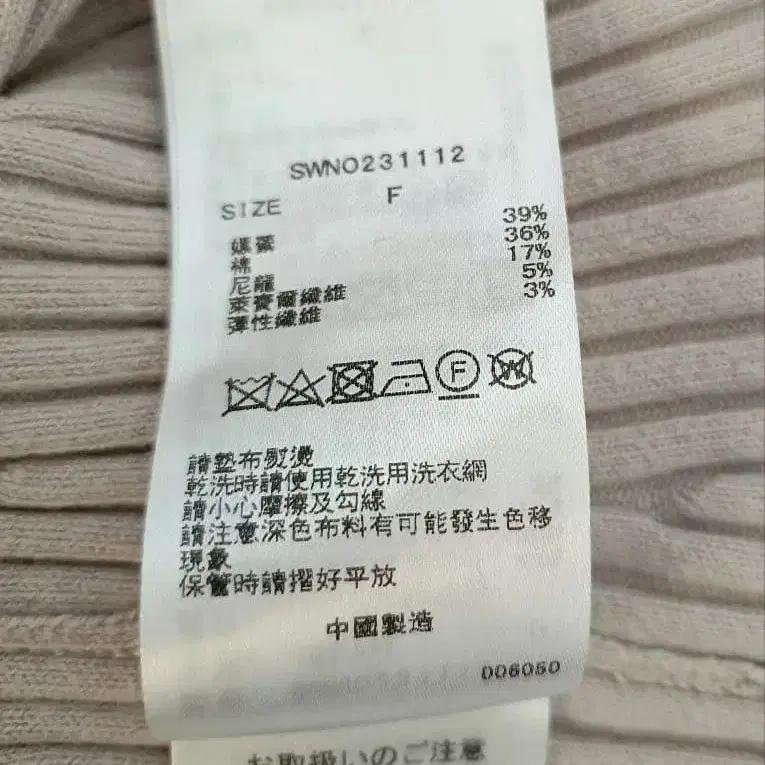 SWNO231112
SIZE F
嫘縈 39%
棉 36%
尼龍 17%
萊賽爾纖維 5%
彈性纖維 3%
F
W
請墊布熨燙
乾洗時請使用乾洗用洗衣網
請小心摩擦及勾線
請注意深色布料有可能發生色移
現象
保管時請摺好平放
中國製造
006050
お取扱いのご注意